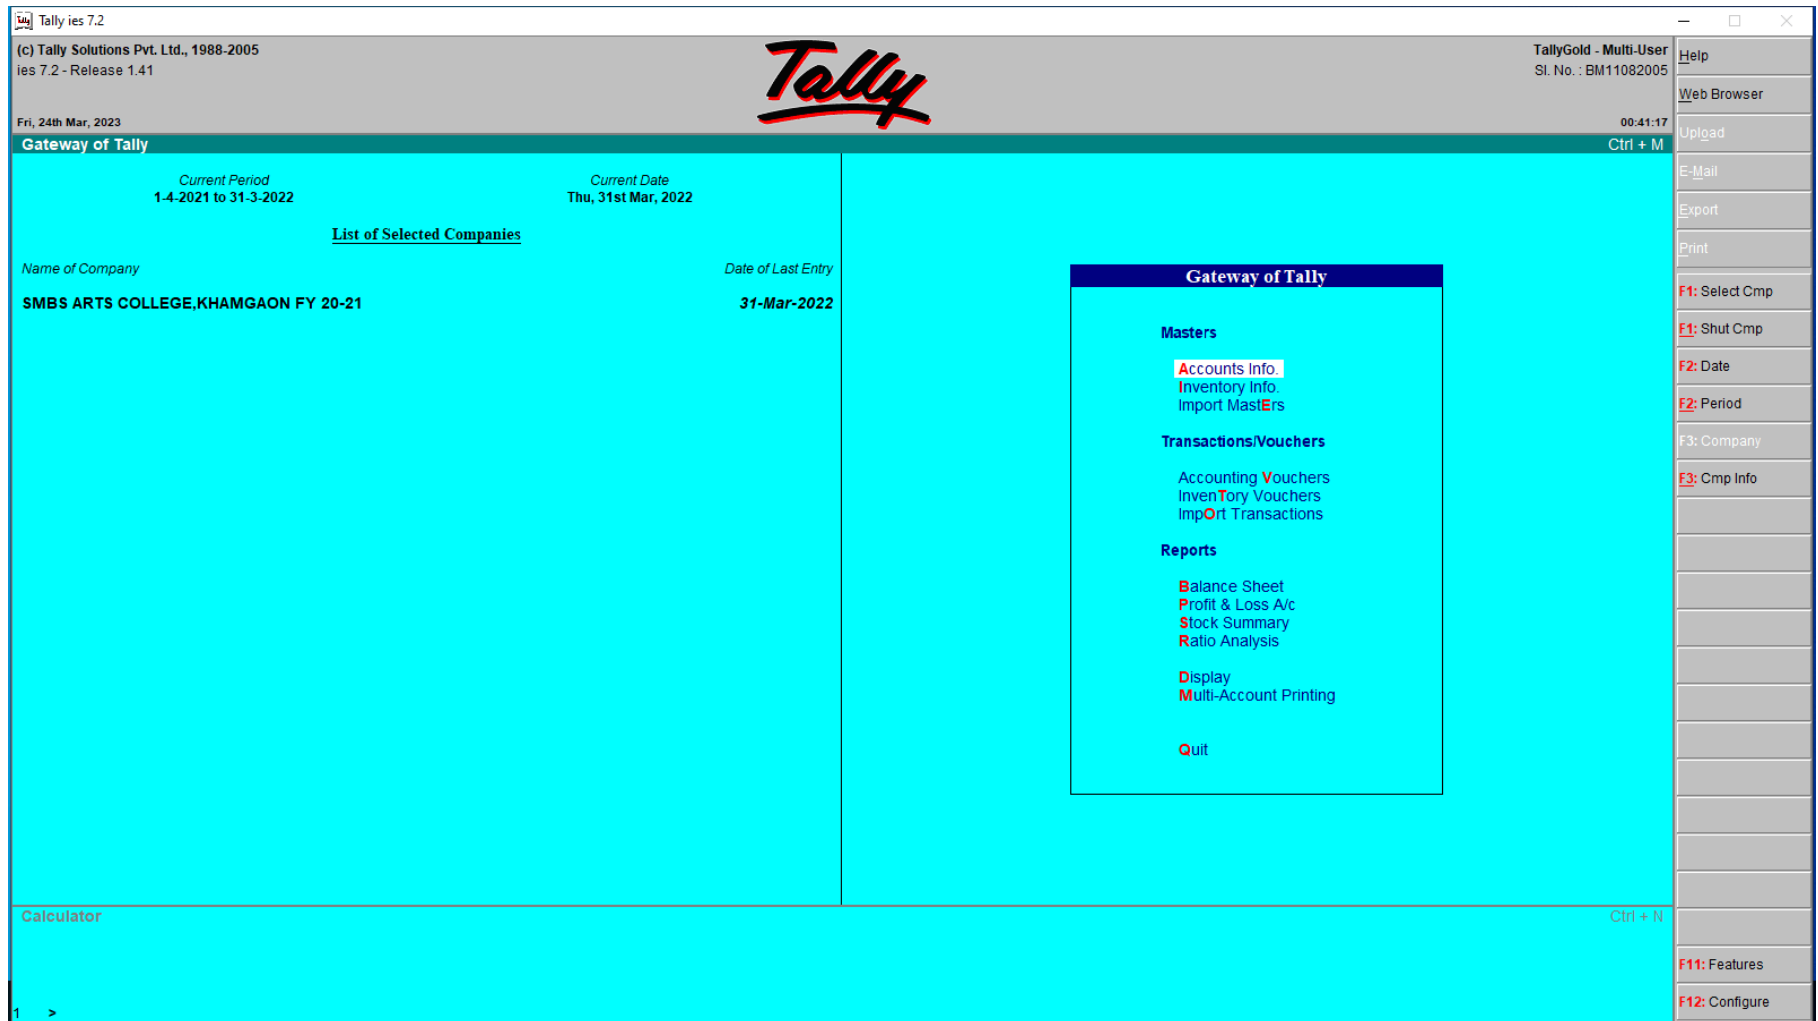 Tally ies 7.2
(c) Tally Solutions Pvt. Ltd., 1988-2005
ies 7.2 - Release 1.41
Fri, 24th Mar, 2023
Tally
TallyGold - Multi-User
Sl. No. : BM11082005
00:41:17
Gateway of Tally
Ctrl + M
Current Period
1-4-2021 to 31-3-2022
Current Date
Thu, 31st Mar, 2022
List of Selected Companies
Name of Company
Date of Last Entry
SMBS ARTS COLLEGE,KHAMGAON FY 20-21
31-Mar-2022
Gateway of Tally
Masters
Accounts Info.
Inventory Info.
Import MastErs
Transactions/Vouchers
Accounting Vouchers
InvenTory Vouchers
ImpOrt Transactions
Reports
Balance Sheet
Profit & Loss A/c
Stock Summary
Ratio Analysis
Display
Multi-Account Printing
Quit
Calculator
Ctrl + N
1 >
Help
Web Browser
Upload
E-Mail
Export
Print
F1: Select Cmp
F1: Shut Cmp
F2: Date
F2: Period
F3: Company
F3: Cmp Info
F11: Features
F12: Configure